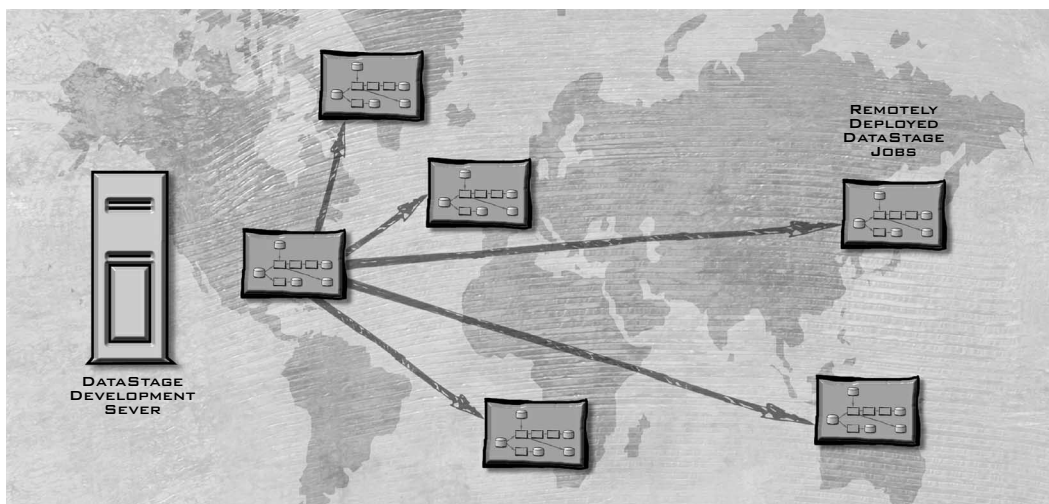 Remotely
Deployed
DataStage
Jobs
DataStage
Development
Sever